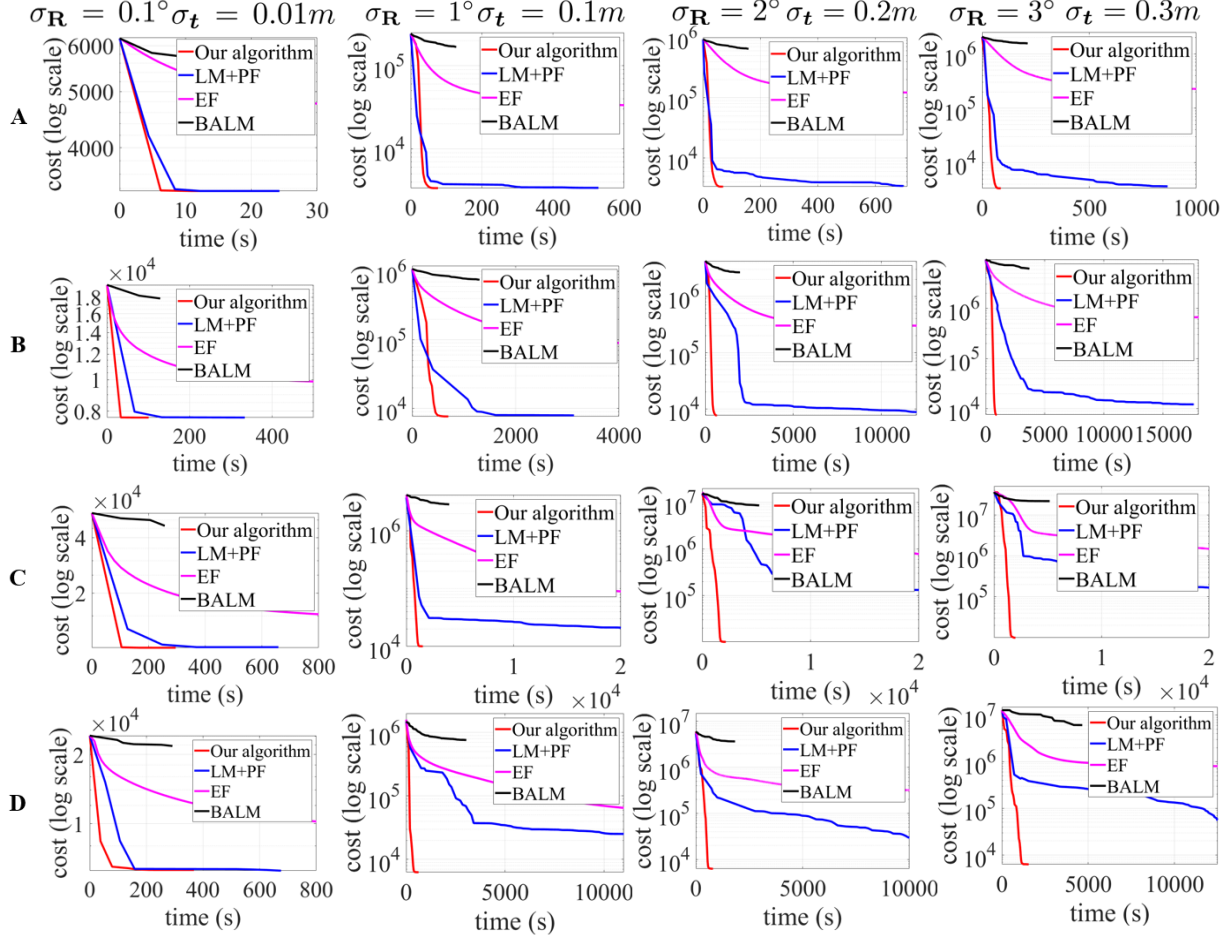 σ_R = 0.1° σ_t = 0.01m
σ_R = 1° σ_t = 0.1m
σ_R = 2° σ_t = 0.2m
σ_R = 3° σ_t = 0.3m
A
cost (log scale)
6000
5000
4000
0 10 20 30
time (s)
Our algorithm
LM+PF
EF
BALM
cost (log scale)
10^5
10^4
0 200 400 600
time (s)
Our algorithm
LM+PF
EF
BALM
cost (log scale)
10^6
10^5
10^4
0 200 400 600
time (s)
Our algorithm
LM+PF
EF
BALM
cost (log scale)
10^6
10^5
10^4
0 500 1000
time (s)
Our algorithm
LM+PF
EF
BALM
B
× 10^4
cost (log scale)
1.8
1.6
1.4
1.2
1
0.8
0 200 400
time (s)
Our algorithm
LM+PF
EF
BALM
cost (log scale)
10^6
10^5
10^4
0 2000 4000
time (s)
Our algorithm
LM+PF
EF
BALM
cost (log scale)
10^6
10^5
10^4
0 5000 10000
time (s)
Our algorithm
LM+PF
EF
BALM
cost (log scale)
10^6
10^5
10^4
0 5000 10000 15000
time (s)
Our algorithm
LM+PF
EF
BALM
C
× 10^4
cost (log scale)
4
2
0 200 400 600 800
time (s)
Our algorithm
LM+PF
EF
BALM
cost (log scale)
10^6
10^4
0 1 2
time (s)
× 10^4
Our algorithm
LM+PF
EF
BALM
cost (log scale)
10^7
10^6
10^5
0 1 2
time (s)
× 10^4
Our algorithm
LM+PF
EF
BALM
cost (log scale)
10^7
10^6
10^5
0 1 2
time (s)
× 10^4
Our algorithm
LM+PF
EF
BALM
D
× 10^4
cost (log scale)
2
1
0 200 400 600
time (s)
Our algorithm
LM+PF
EF
BALM
cost (log scale)
10^6
10^5
10^4
0 5000 10000
time (s)
Our algorithm
LM+PF
EF
BALM
cost (log scale)
10^6
10^5
10^4
0 5000 10000
time (s)
Our algorithm
LM+PF
EF
BALM
cost (log scale)
10^7
10^6
10^5
10^4
0 5000 10000
time (s)
Our algorithm
LM+PF
EF
BALM